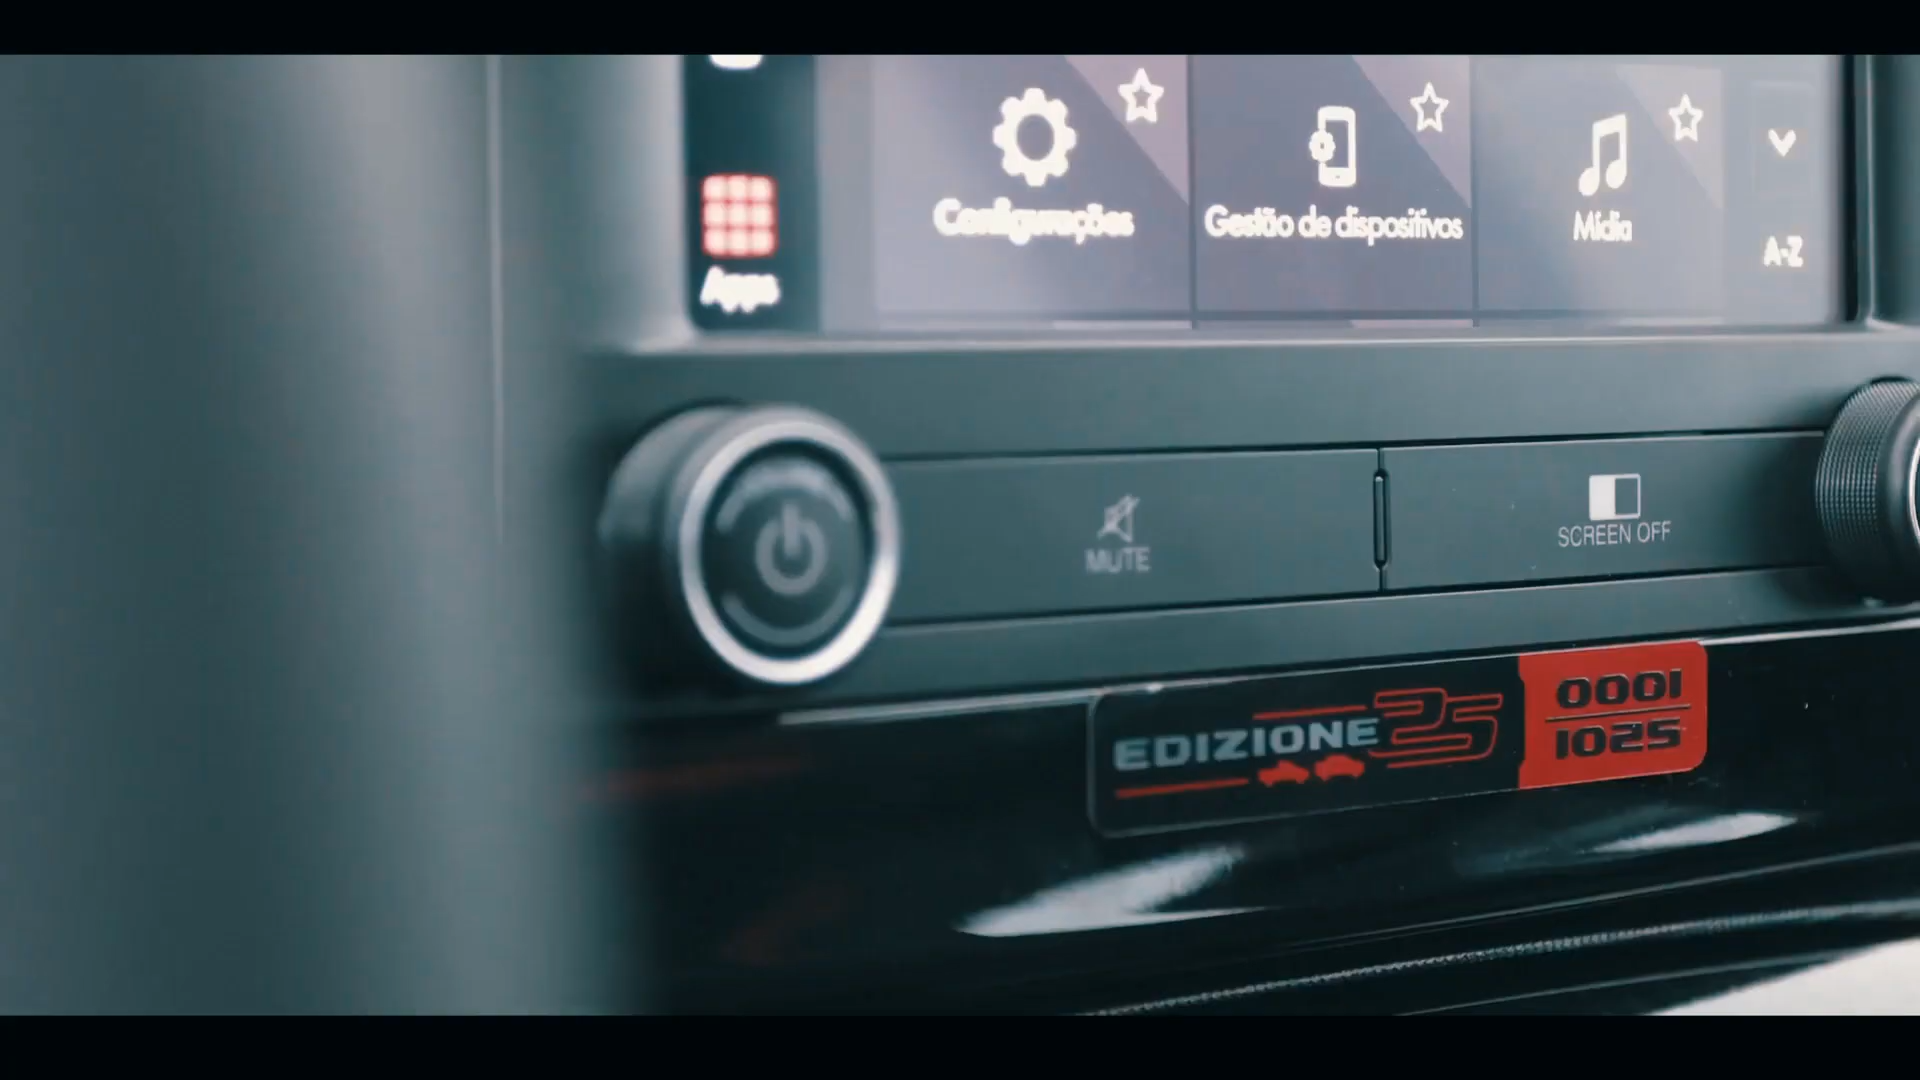 Configurações
Gestão de dispositivos
Mídia
A-Z
Apps
MUTE
SCREEN OFF
EDIZIONE 25
0001
1025